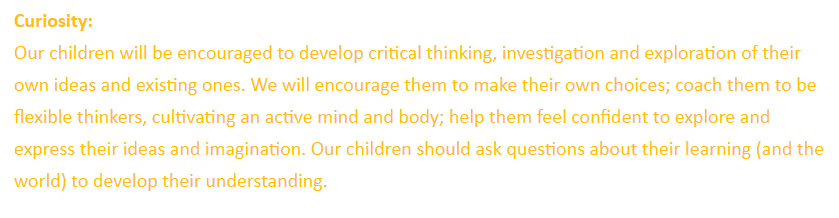 Curiosity:
Our children will be encouraged to develop critical thinking, investigation and exploration of their
own ideas and existing ones. We will encourage them to make their own choices; coach them to be
flexible thinkers, cultivating an active mind and body; help them feel confident to explore and
express their ideas and imagination. Our children should ask questions about their learning (and the
world) to develop their understanding.